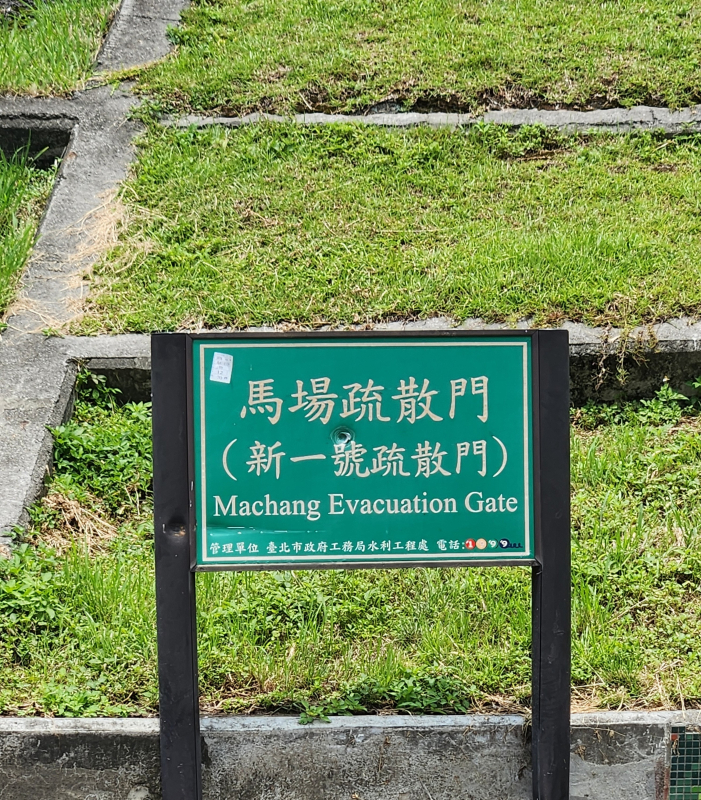 馬場疏散門
（新一號疏散門）
Machang Evacuation Gate
管理單位 臺北市政府工務局水利工程處 電話:1999